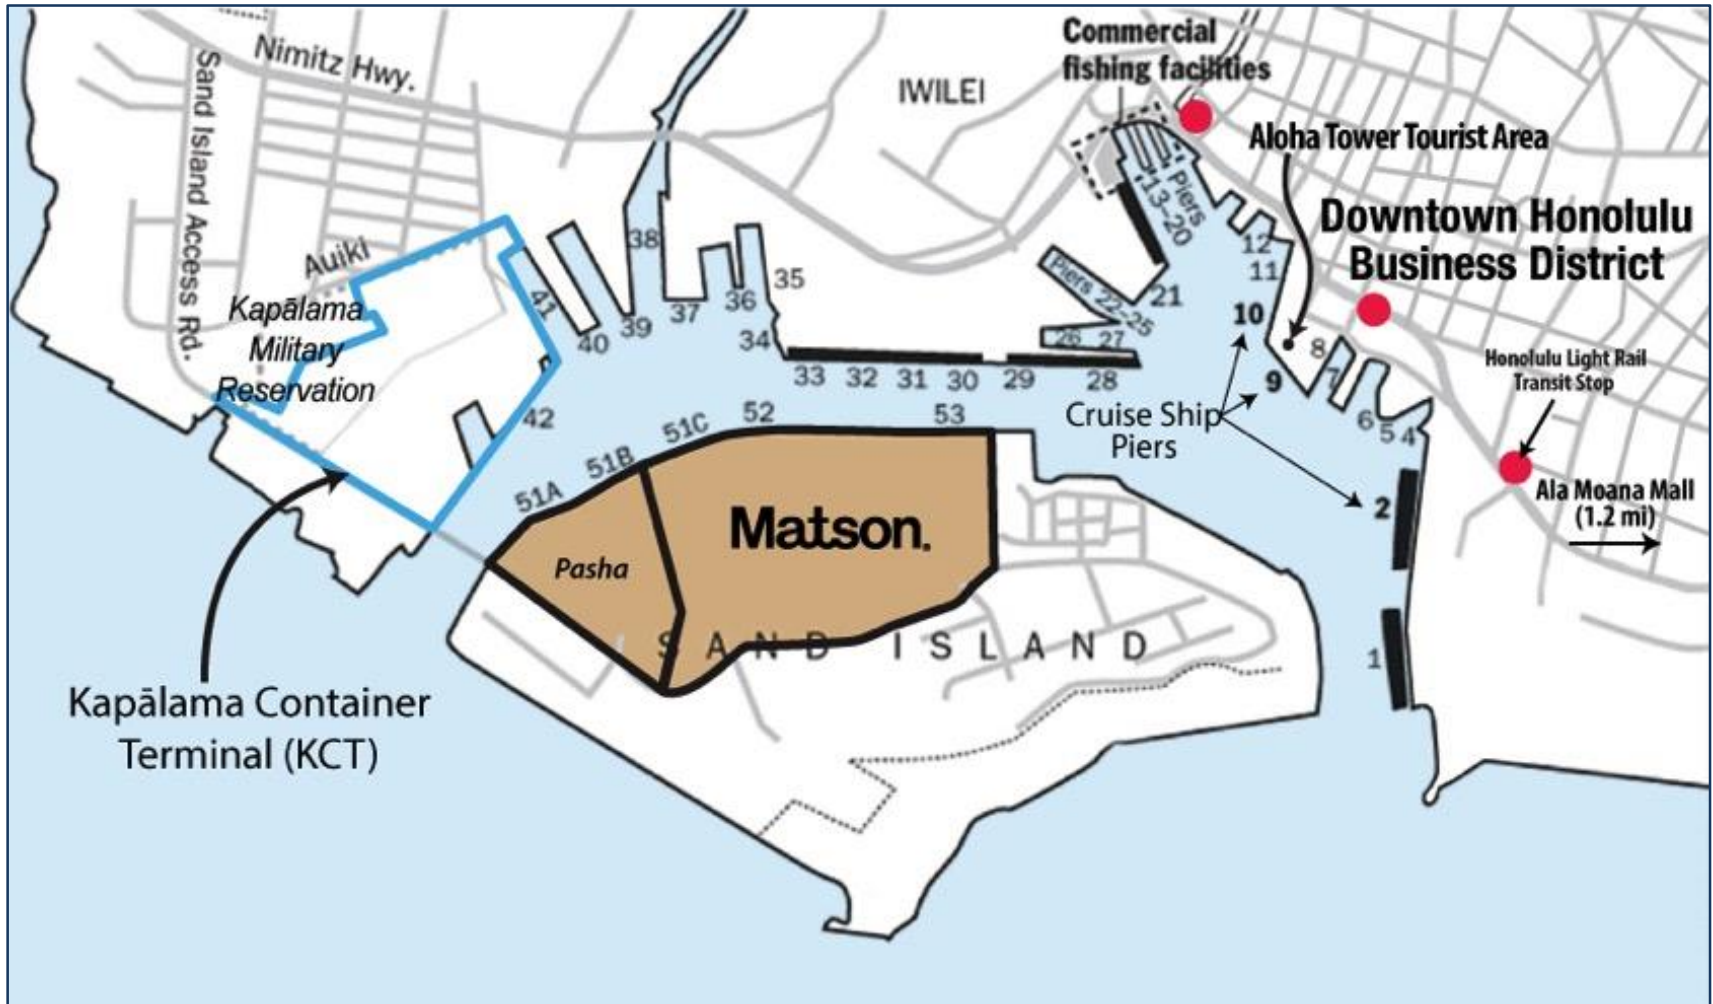 Commercial
fishing facilities
Nimitz Hwy.
Sand Island Access Rd.
IWILEI
Aloha Tower Tourist Area
Piers
13-20
Downtown Honolulu
Business District
Auiki
Kapālama
Military
Reservation
38
41
40
39
37
36
35
34
33
32
31
30
29
28
Piers 22-25
26
27
21
12
11
10
9
8
7
6
5
4
Honolulu Light Rail
Transit Stop
Cruise Ship
Piers
42
51A
51B
51C
52
53
2
Ala Moana Mall
(1.2 mi)
Matson.
Pasha
SAND ISLAND
1
Kapālama Container
Terminal (KCT)